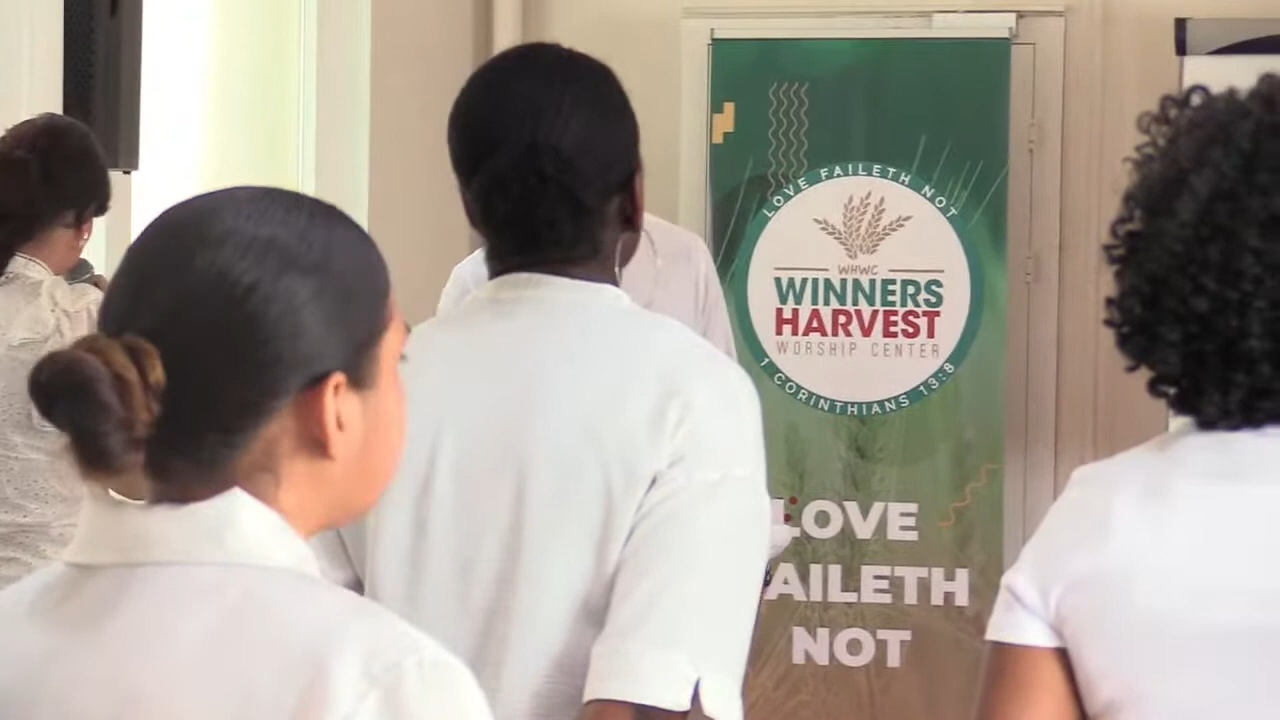 LOVE FAILETH NOT
WHWC
WINNERS
HARVEST
WORSHIP CENTER
1 CORINTHIANS 13:8
LOVE
AILETH
NOT